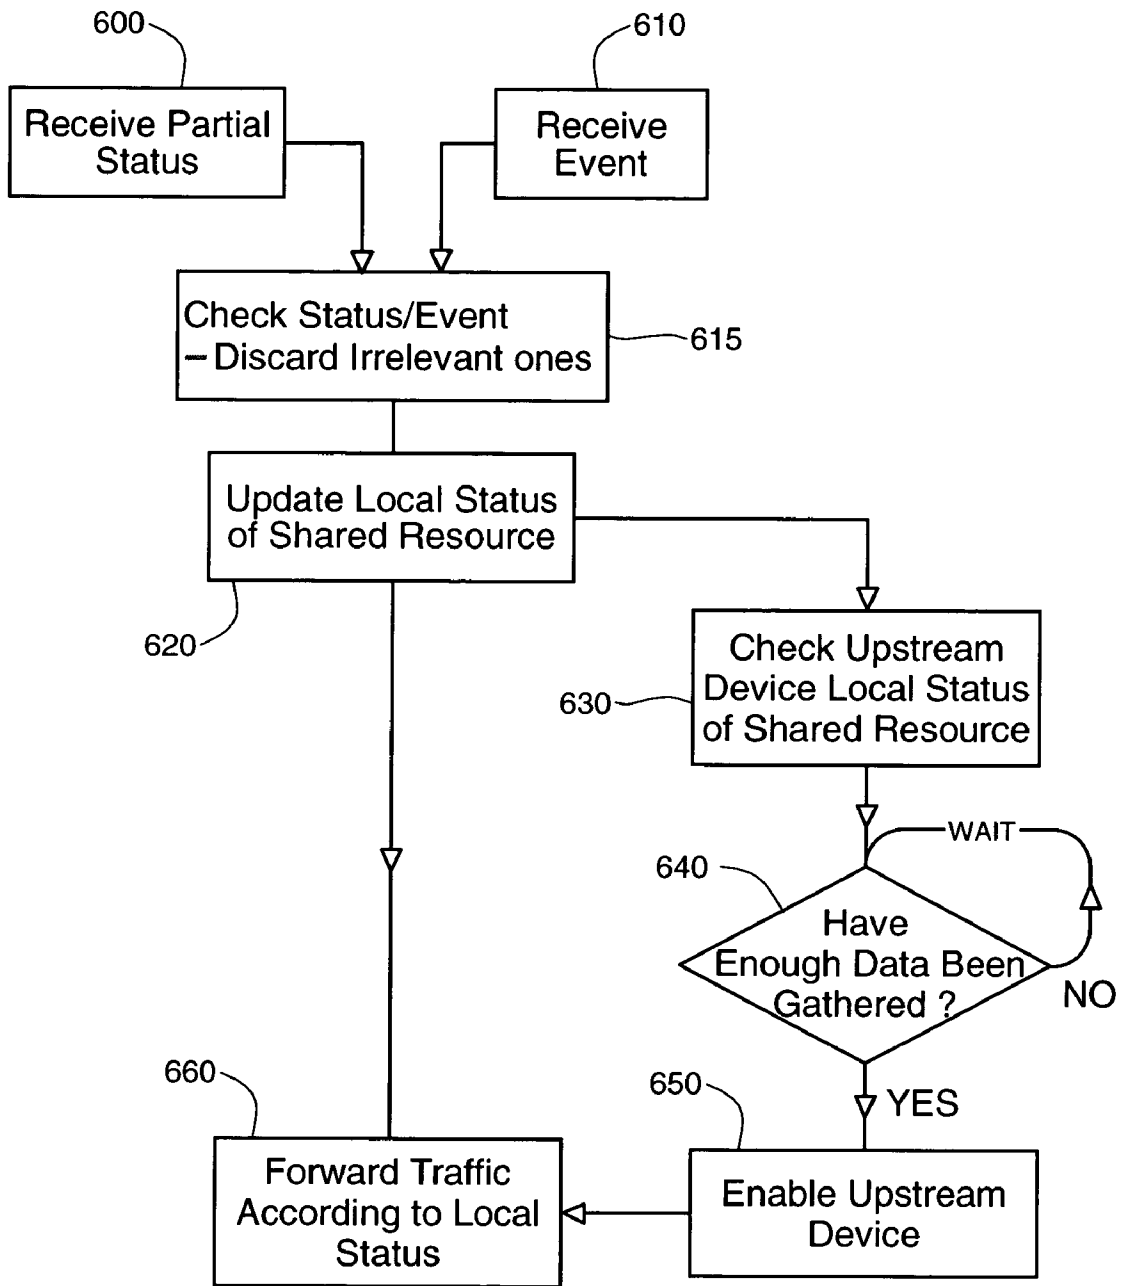 600
610
Receive Partial
Status
Receive
Event
Check Status/Event
– Discard Irrelevant ones
615
Update Local Status
of Shared Resource
620
Check Upstream
Device Local Status
of Shared Resource
630
WAIT
640
Have
Enough Data Been
Gathered ?
NO
YES
660
650
Forward Traffic
According to Local
Status
Enable Upstream
Device